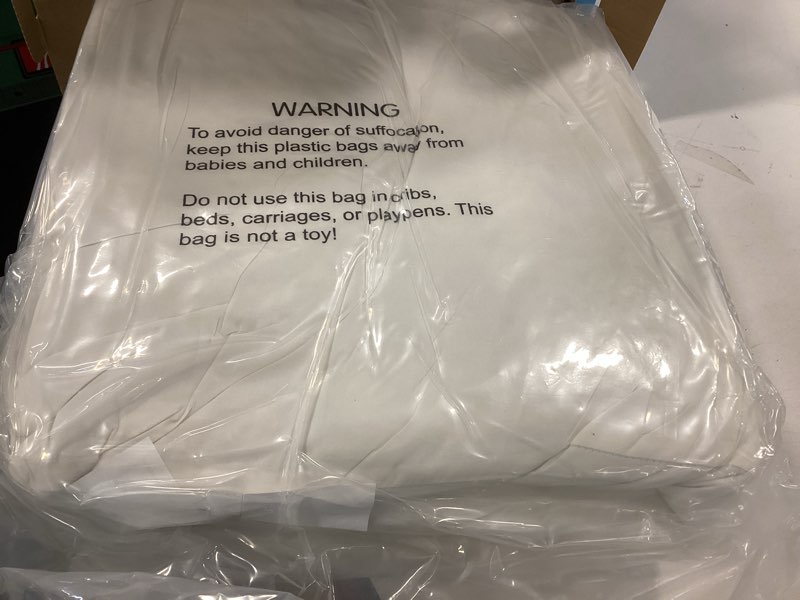 WARNING
To avoid danger of suffocation,
keep this plastic bags away from
babies and children.
Do not use this bag in cribs,
beds, carriages, or playpens. This
bag is not a toy!